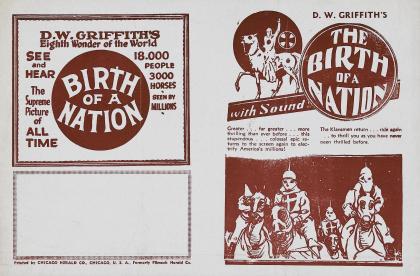 D.W. GRIFFITH'S
Eighth Wonder of the World
SEE
and
HEAR
The
Supreme
Picture
of
ALL
TIME
BIRTH
OF A
NATION
18.000
PEOPLE
3000
HORSES
SEEN BY
MILLIONS
Printed by CHICAGO HERALD CO., CHICAGO, U. S. A., Formerly Filmack Herald Co.
D. W. GRIFFITH'S
THE
BIRTH
OF A
NATION
with Sound
Greater . . . far greater . . . more
thrilling than ever before . . . this
stupendous . . . colossal epic re-
turns to the screen again to elec-
trify America's millions!
The Klansmen return . . ride again
. . to thrill you as you have never
been thrilled before.